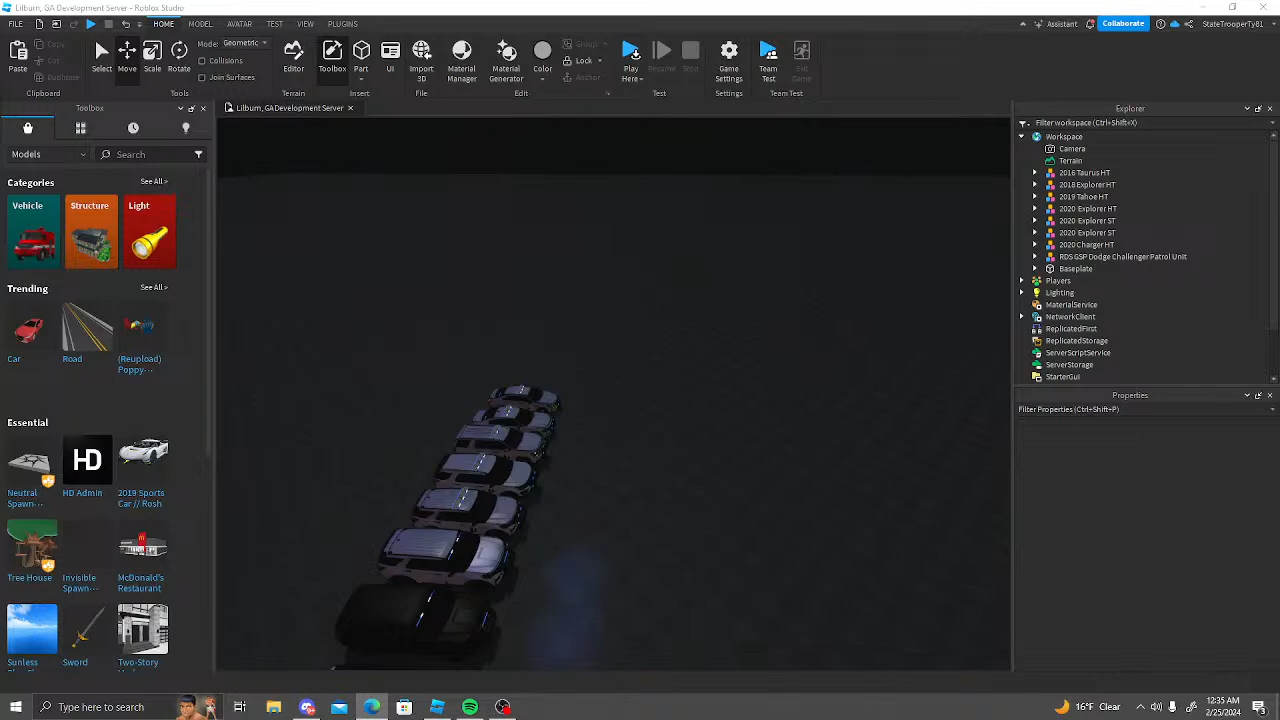 Lilburn, GA Development Server - Roblox Studio
FILE HOME MODEL AVATAR TEST VIEW PLUGINS Assistant Collaborate StateTrooperTy81
Paste Copy Cut Duplicate Select Move Scale Rotate Mode: Geometric Collisions Join Surfaces Editor Toolbox Part UI Import 3D Material Manager Material Generator Color Group Lock Anchor Play Here Resume Stop Game Settings Team Test Exit Game
Clipboard Tools Terrain Insert File Edit Test Settings Team Test
Toolbox Lilburn, GA Development Server Explorer
Filter workspace (Ctrl+Shift+X)
Models Search
Categories See All >
Vehicle Structure Light
Trending See All >
Car Road (Reupload) Poppy...
Essential See All >
Neutral Spawn... HD Admin 2019 Sports Car // Rosh
Tree House Invisible Spawn... McDonald's Restaurant
Sunless Sword Two-Story
Workspace
Camera
Terrain
2016 Taurus HT
2018 Explorer HT
2019 Tahoe HT
2020 Explorer HT
2020 Explorer ST
2020 Explorer ST
2020 Charger HT
RDS GSP Dodge Challenger Patrol Unit
Baseplate
Players
Lighting
MaterialService
NetworkClient
ReplicatedFirst
ReplicatedStorage
ServerScriptService
ServerStorage
StarterGui
Properties
Filter Properties (Ctrl+Shift+P)
Type here to search
16°F Clear
12:35 AM
2/25/2024